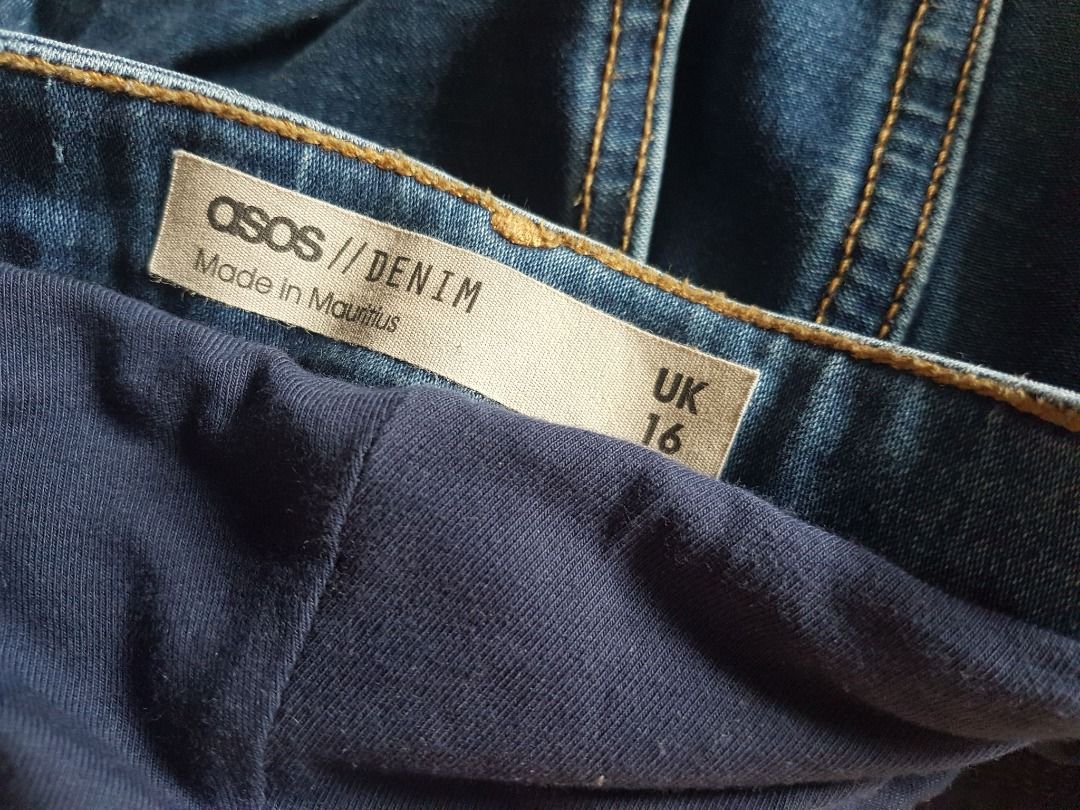 asos // DENIM
Made in Mauritius
UK
16